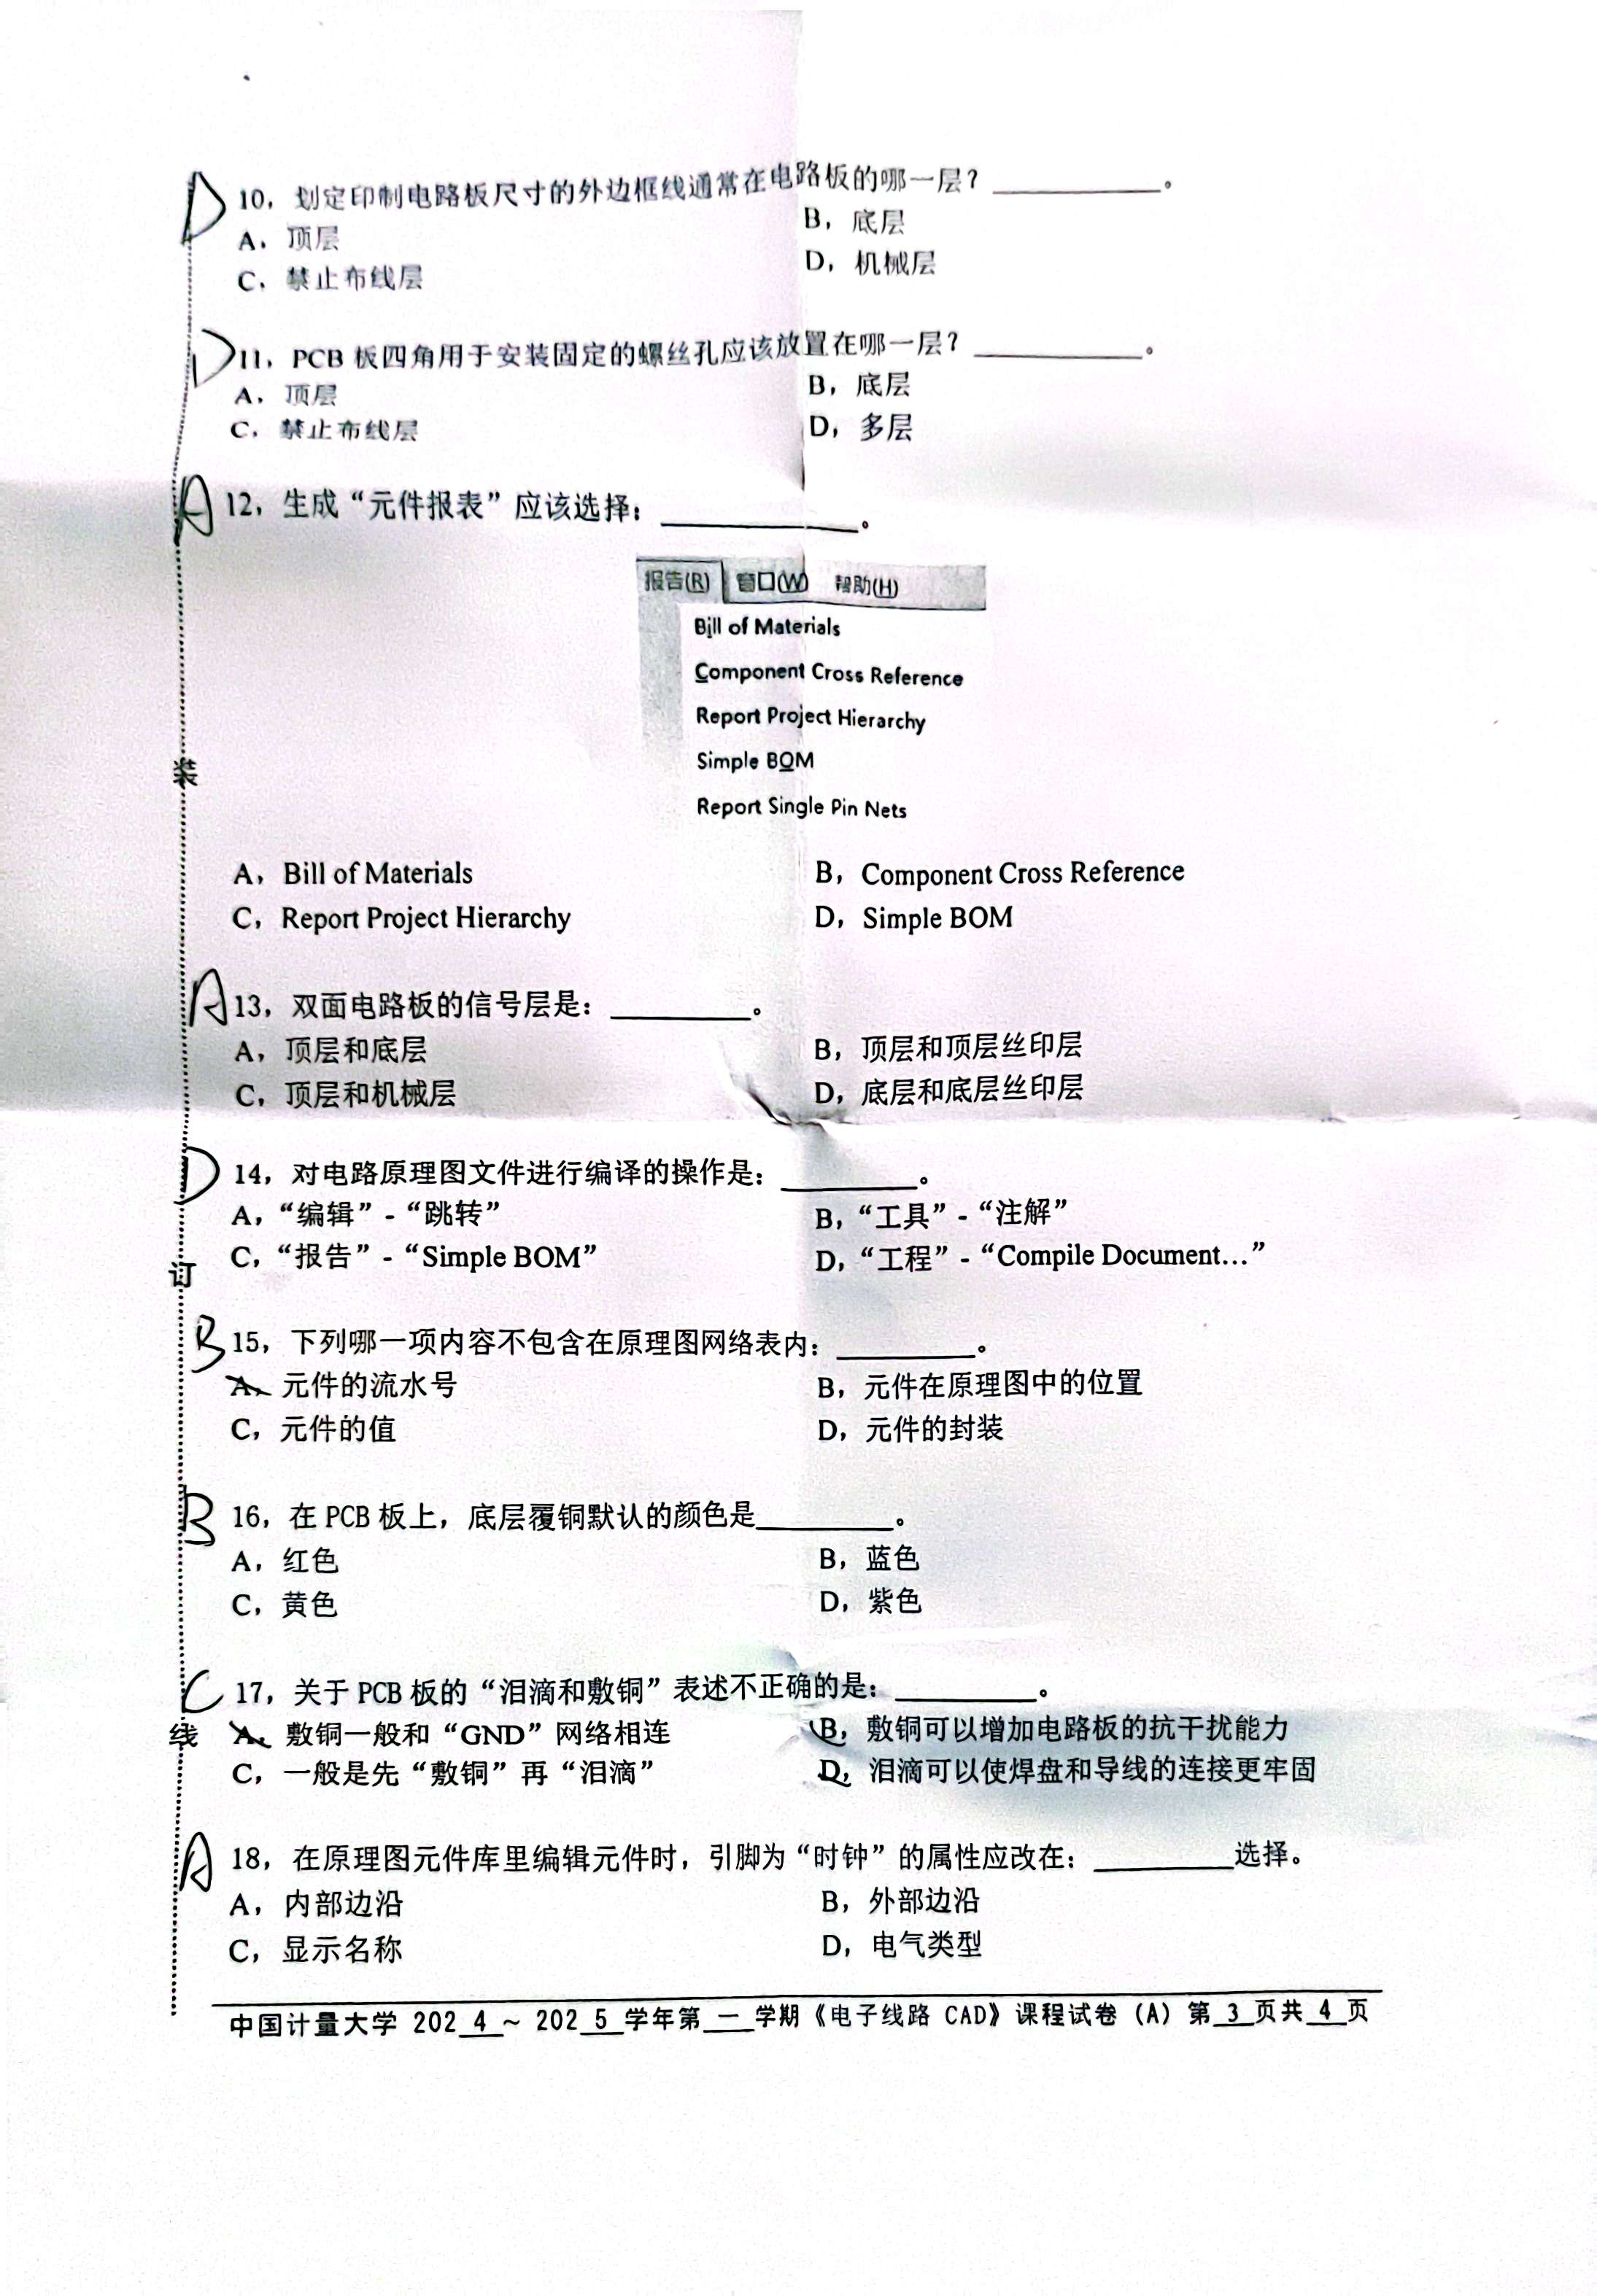 D 10，划定印制电路板尺寸的外边框线通常在电路板的哪一层？________。
A，顶层 B，底层
C，禁止布线层 D，机械层
D 11，PCB 板四角用于安装固定的螺丝孔应该放置在哪一层？________。
A，顶层 B，底层
C，禁止布线层 D，多层
A 12，生成“元件报表”应该选择：________。
报告(R) 窗口(W) 帮助(H)
Bill of Materials
Component Cross Reference
Report Project Hierarchy
Simple BOM
Report Single Pin Nets
装
A，Bill of Materials B，Component Cross Reference
C，Report Project Hierarchy D，Simple BOM
A 13，双面电路板的信号层是：________。
A，顶层和底层 B，顶层和顶层丝印层
C，顶层和机械层 D，底层和底层丝印层
D 14，对电路原理图文件进行编译的操作是：________。
A，“编辑” - “跳转” B，“工具” - “注解”
C，“报告” - “Simple BOM” D，“工程” - “Compile Document…”
订
B 15，下列哪一项内容不包含在原理图网络表内：________。
A，元件的流水号 B，元件在原理图中的位置
C，元件的值 D，元件的封装
B 16，在 PCB 板上，底层覆铜默认的颜色是________。
A，红色 B，蓝色
C，黄色 D，紫色
C 17，关于 PCB 板的“泪滴和敷铜”表述不正确的是：________。
线
A，敷铜一般和“GND”网络相连 B，敷铜可以增加电路板的抗干扰能力
C，一般是先“敷铜”再“泪滴” D，泪滴可以使焊盘和导线的连接更牢固
A 18，在原理图元件库里编辑元件时，引脚为“时钟”的属性应改在：________选择。
A，内部边沿 B，外部边沿
C，显示名称 D，电气类型
中国计量大学 202 4 ～ 202 5 学年第 一 学期《电子线路 CAD》课程试卷（A）第 3 页共 4 页